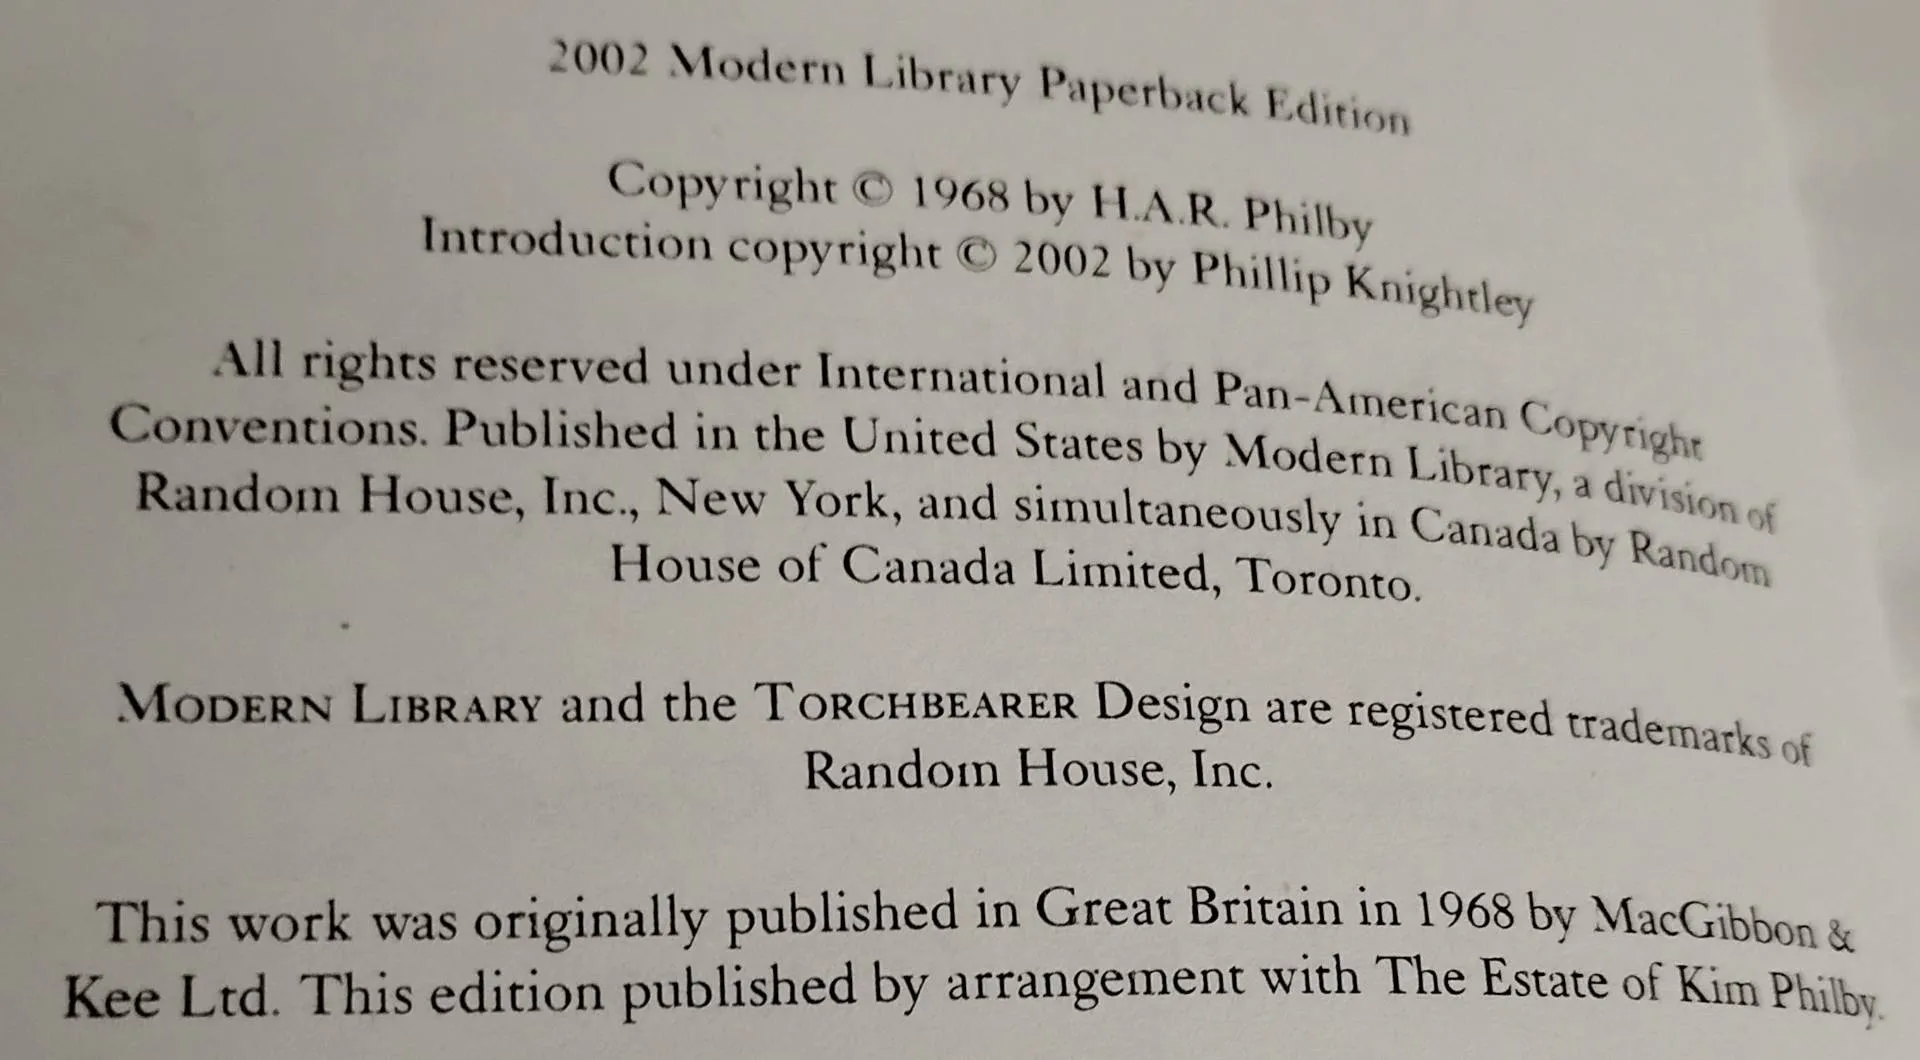 2002 Modern Library Paperback Edition
Copyright © 1968 by H.A.R. Philby
Introduction copyright © 2002 by Phillip Knightley
All rights reserved under International and Pan-American Copyright
Conventions. Published in the United States by Modern Library, a division of
Random House, Inc., New York, and simultaneously in Canada by Random
House of Canada Limited, Toronto.
MODERN LIBRARY and the TORCHBEARER Design are registered trademarks of
Random House, Inc.
This work was originally published in Great Britain in 1968 by MacGibbon &
Kee Ltd. This edition published by arrangement with The Estate of Kim Philby.